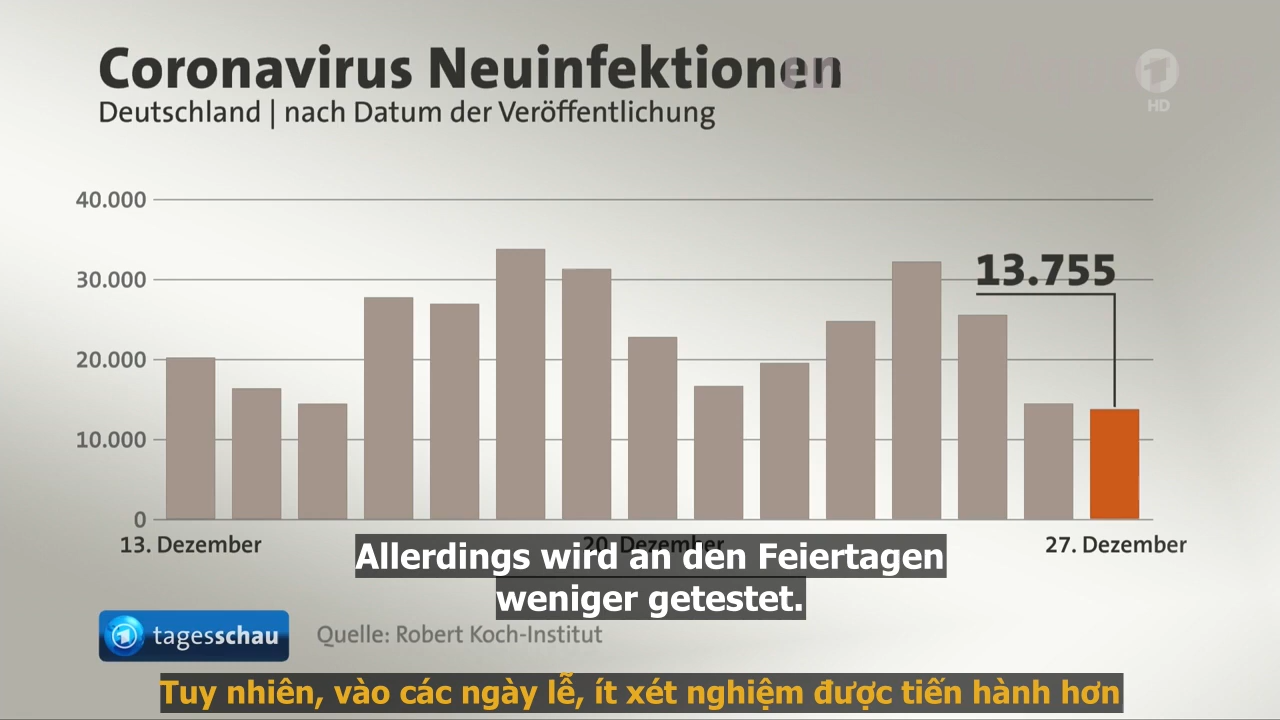 Coronavirus Neuinfektionen
Deutschland | nach Datum der Veröffentlichung
1
HD
40.000
30.000
20.000
10.000
0
13.755
13. Dezember
20. Dezember
27. Dezember
Allerdings wird an den Feiertagen
weniger getestet.
1 tagesschau
Quelle: Robert Koch-Institut
Tuy nhiên, vào các ngày lễ, ít xét nghiệm được tiến hành hơn